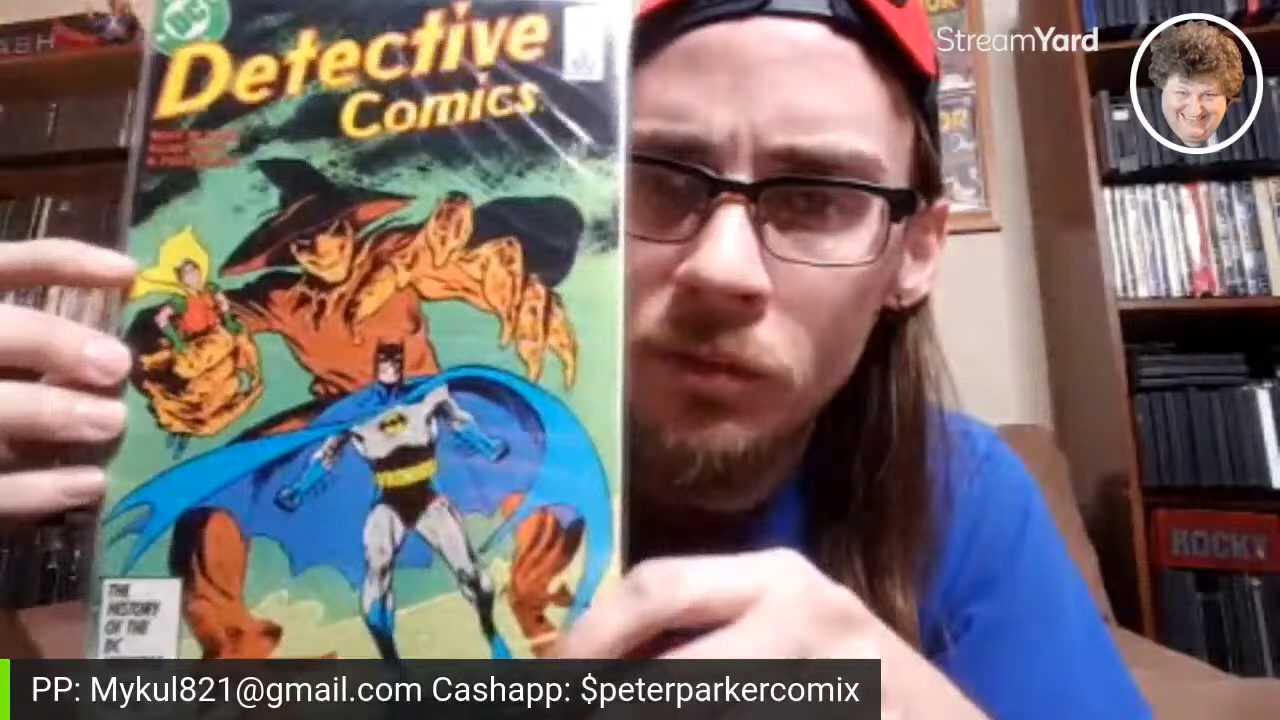 DC
Detective
Comics
StreamYard
THE
HISTORY
OF THE
DC
ROCKY
PP: Mykul821@gmail.com Cashapp: $peterparkercomix